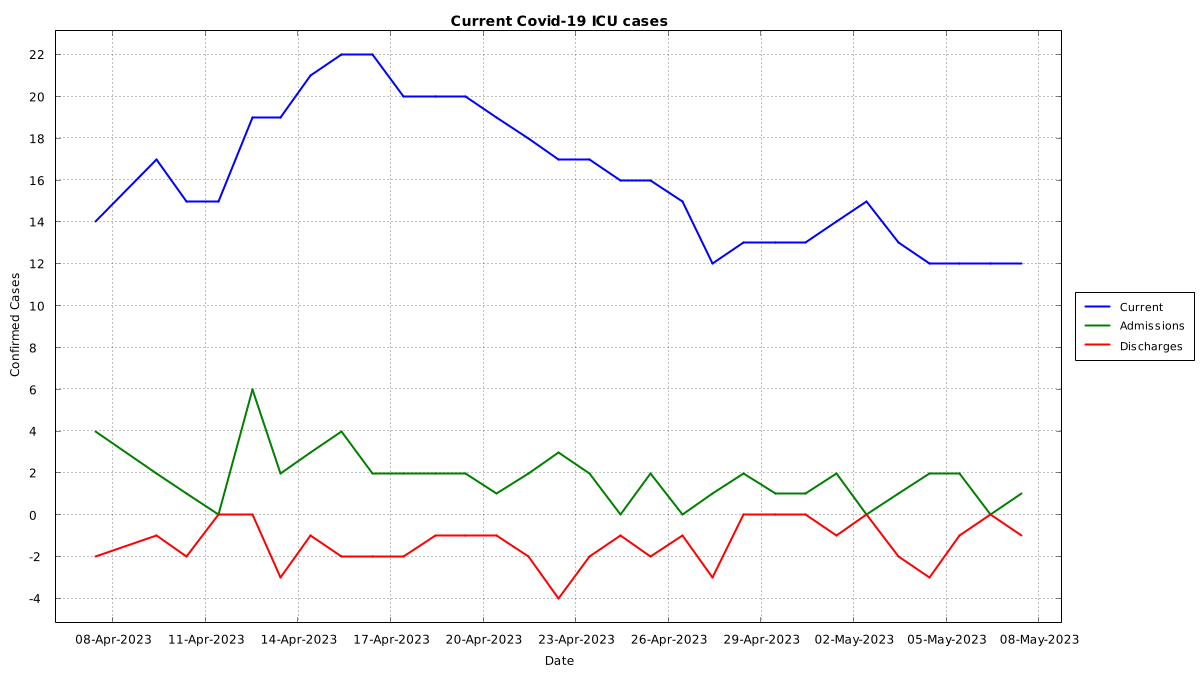 Current Covid-19 ICU cases
22
20
18
16
14
12
10
8
6
4
2
0
-2
-4
Confirmed Cases
08-Apr-2023 11-Apr-2023 14-Apr-2023 17-Apr-2023 20-Apr-2023 23-Apr-2023 26-Apr-2023 29-Apr-2023 02-May-2023 05-May-2023 08-May-2023
Date
Current
Admissions
Discharges